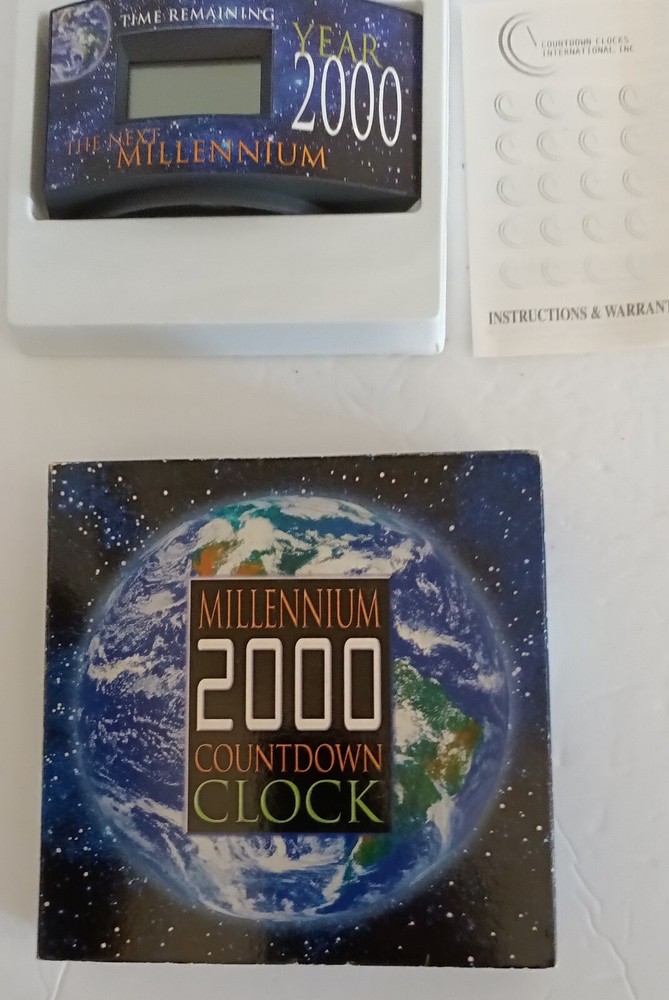 TIME REMAINING
YEAR
2000
THE NEXT
MILLENNIUM
COUNTDOWN CLOCKS
INTERNATIONAL, INC
INSTRUCTIONS & WARRANT
MILLENNIUM
2000
COUNTDOWN
CLOCK